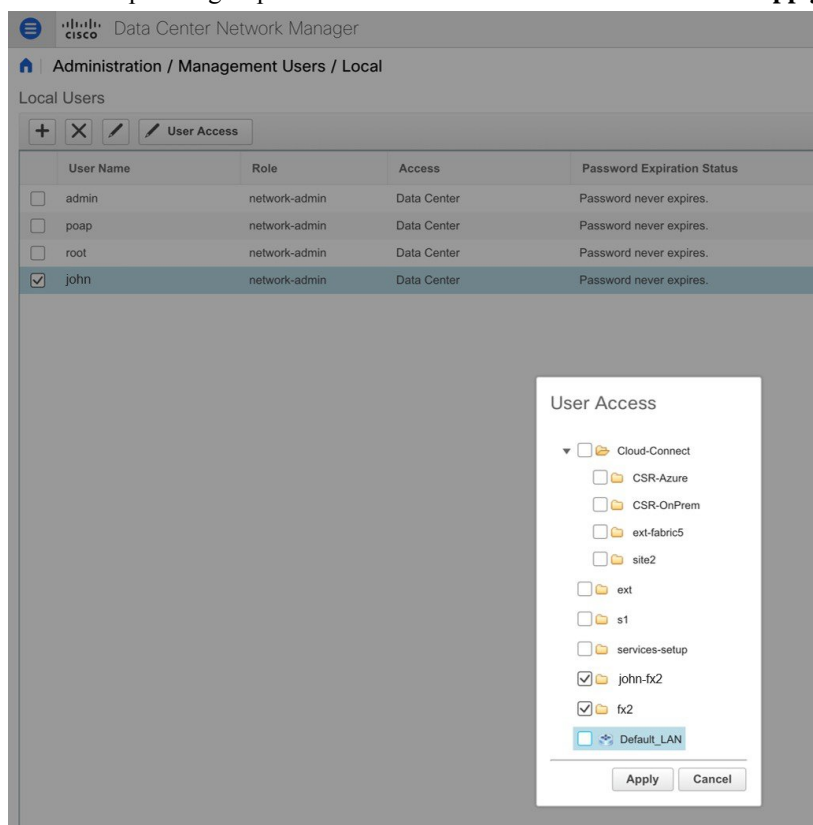 CISCO Data Center Network Manager
Administration / Management Users / Local
Local Users
User Access
User Name Role Access Password Expiration Status
admin network-admin Data Center Password never expires.
poap network-admin Data Center Password never expires.
root network-admin Data Center Password never expires.
john network-admin Data Center Password never expires.
User Access
Cloud-Connect
CSR-Azure
CSR-OnPrem
ext-fabric5
site2
ext
s1
services-setup
john-fx2
fx2
Default_LAN
Apply Cancel